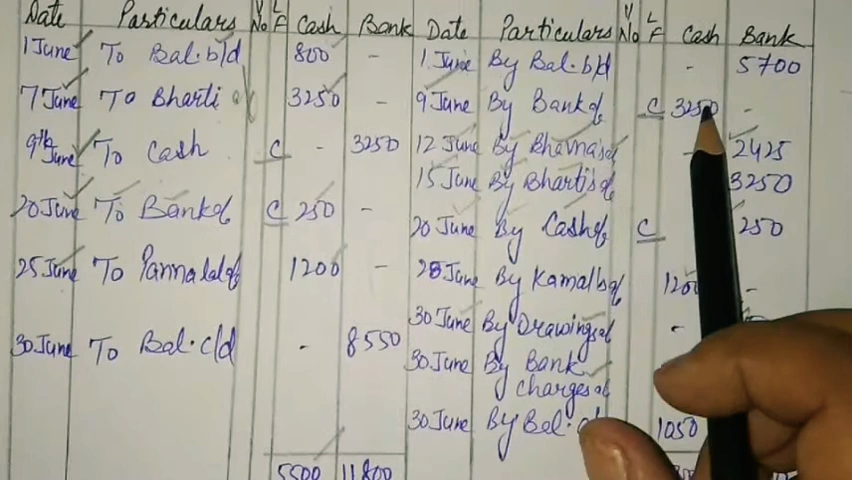 Date Particulars V No L F Cash Bank Date Particulars V No L F Cash Bank
1 June To Bal. b/d 800 - 1 June By Bal. b/d - 5700
7 June To Bharti 3250 - 9 June By Bank C 3250 -
9th June To Cash C - 3250 12 June By Bhavna's - 2425
15 June By Bharti's 3250
20 June To Bank C 250 - 20 June By Cash C 250
25 June To Pannalal 1200 - 28 June By Kamal's 1200 -
30 June By Drawings -
30 June To Bal. c/d - 8550 30 June By Bank
charges
30 June By Bal. 1050
5500 11800